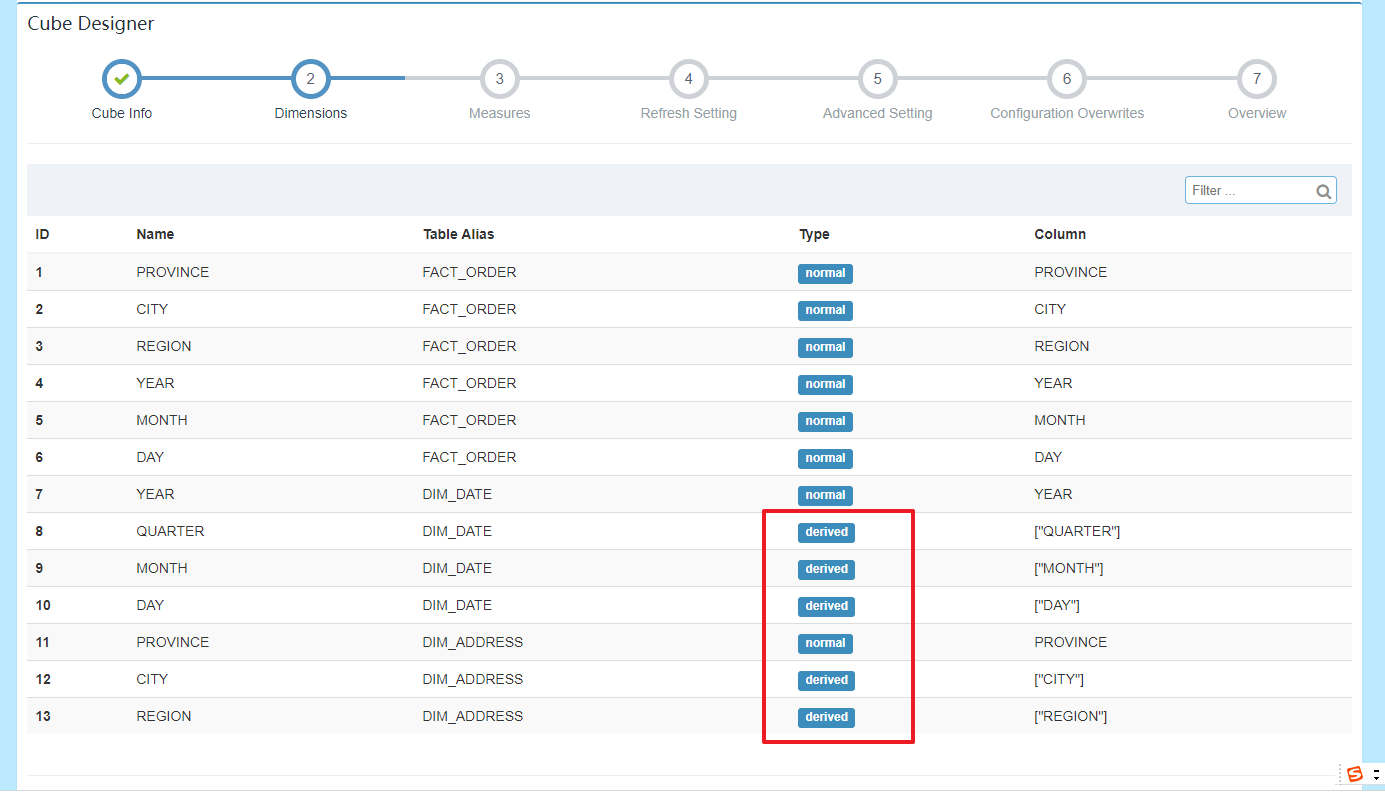 Cube Designer
2 3 4 5 6 7
Cube Info Dimensions Measures Refresh Setting Advanced Setting Configuration Overwrites Overview
Filter ...
ID Name Table Alias Type Column
1 PROVINCE FACT_ORDER normal PROVINCE
2 CITY FACT_ORDER normal CITY
3 REGION FACT_ORDER normal REGION
4 YEAR FACT_ORDER normal YEAR
5 MONTH FACT_ORDER normal MONTH
6 DAY FACT_ORDER normal DAY
7 YEAR DIM_DATE normal YEAR
8 QUARTER DIM_DATE derived ["QUARTER"]
9 MONTH DIM_DATE derived ["MONTH"]
10 DAY DIM_DATE derived ["DAY"]
11 PROVINCE DIM_ADDRESS normal PROVINCE
12 CITY DIM_ADDRESS derived ["CITY"]
13 REGION DIM_ADDRESS derived ["REGION"]
S